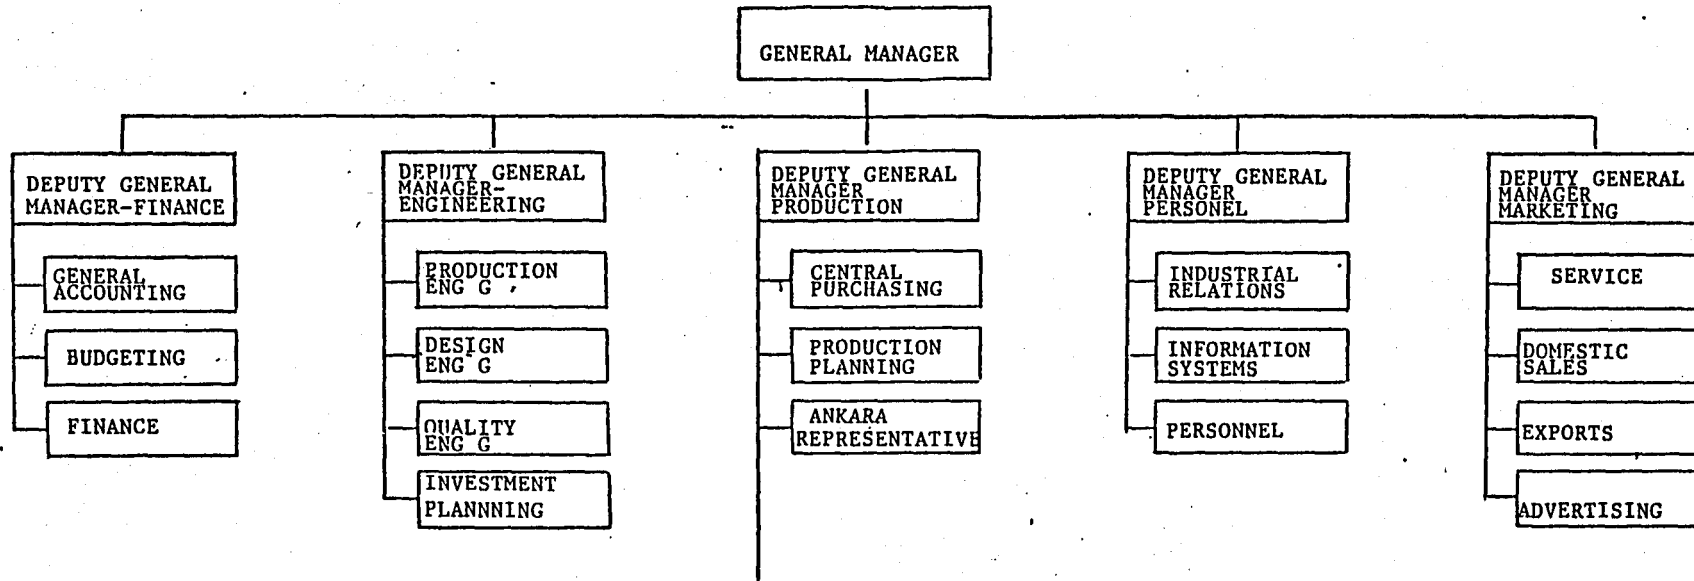 GENERAL MANAGER
DEPUTY GENERAL
MANAGER-FINANCE
GENERAL
ACCOUNTING
BUDGETING
FINANCE
DEPUTY GENERAL
MANAGER-
ENGINEERING
PRODUCTION
ENG G
DESIGN
ENG G
QUALITY
ENG G
INVESTMENT
PLANNNING
DEPUTY GENERAL
MANAGER
PRODUCTION
CENTRAL
PURCHASING
PRODUCTION
PLANNING
ANKARA
REPRESENTATIVE
DEPUTY GENERAL
MANAGER
PERSONEL
INDUSTRIAL
RELATIONS
INFORMATION
SYSTEMS
PERSONNEL
DEPUTY GENERAL
MANAGER
MARKETING
SERVICE
DOMESTIC
SALES
EXPORTS
ADVERTISING